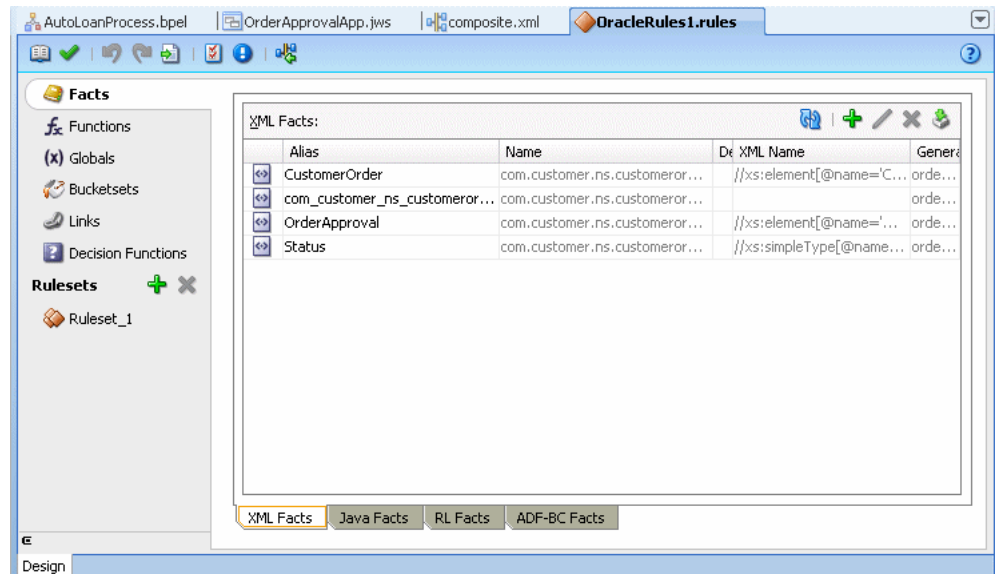 AutoLoanProcess.bpel OrderApprovalApp.jws composite.xml OracleRules1.rules
Facts
Functions
Globals
Bucketsets
Links
Decision Functions
Rulesets
Ruleset_1
XML Facts:
Alias Name De XML Name Genera
CustomerOrder com.customer.ns.customeror... //xs:element[@name='C... orde...
com_customer_ns_customeror... com.customer.ns.customeror... orde...
OrderApproval com.customer.ns.customeror... //xs:element[@name='... orde...
Status com.customer.ns.customeror... //xs:simpleType[@name... orde...
XML Facts Java Facts RL Facts ADF-BC Facts
Design